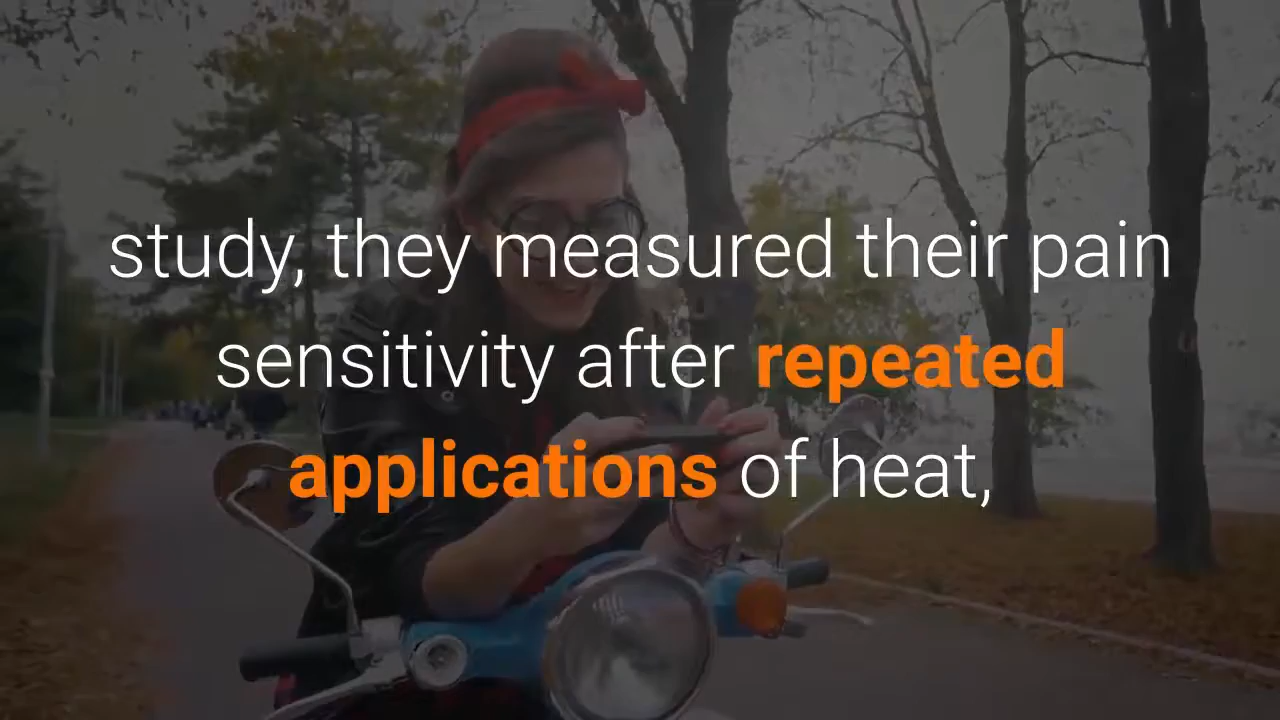 study, they measured their pain
sensitivity after repeated
applications of heat,